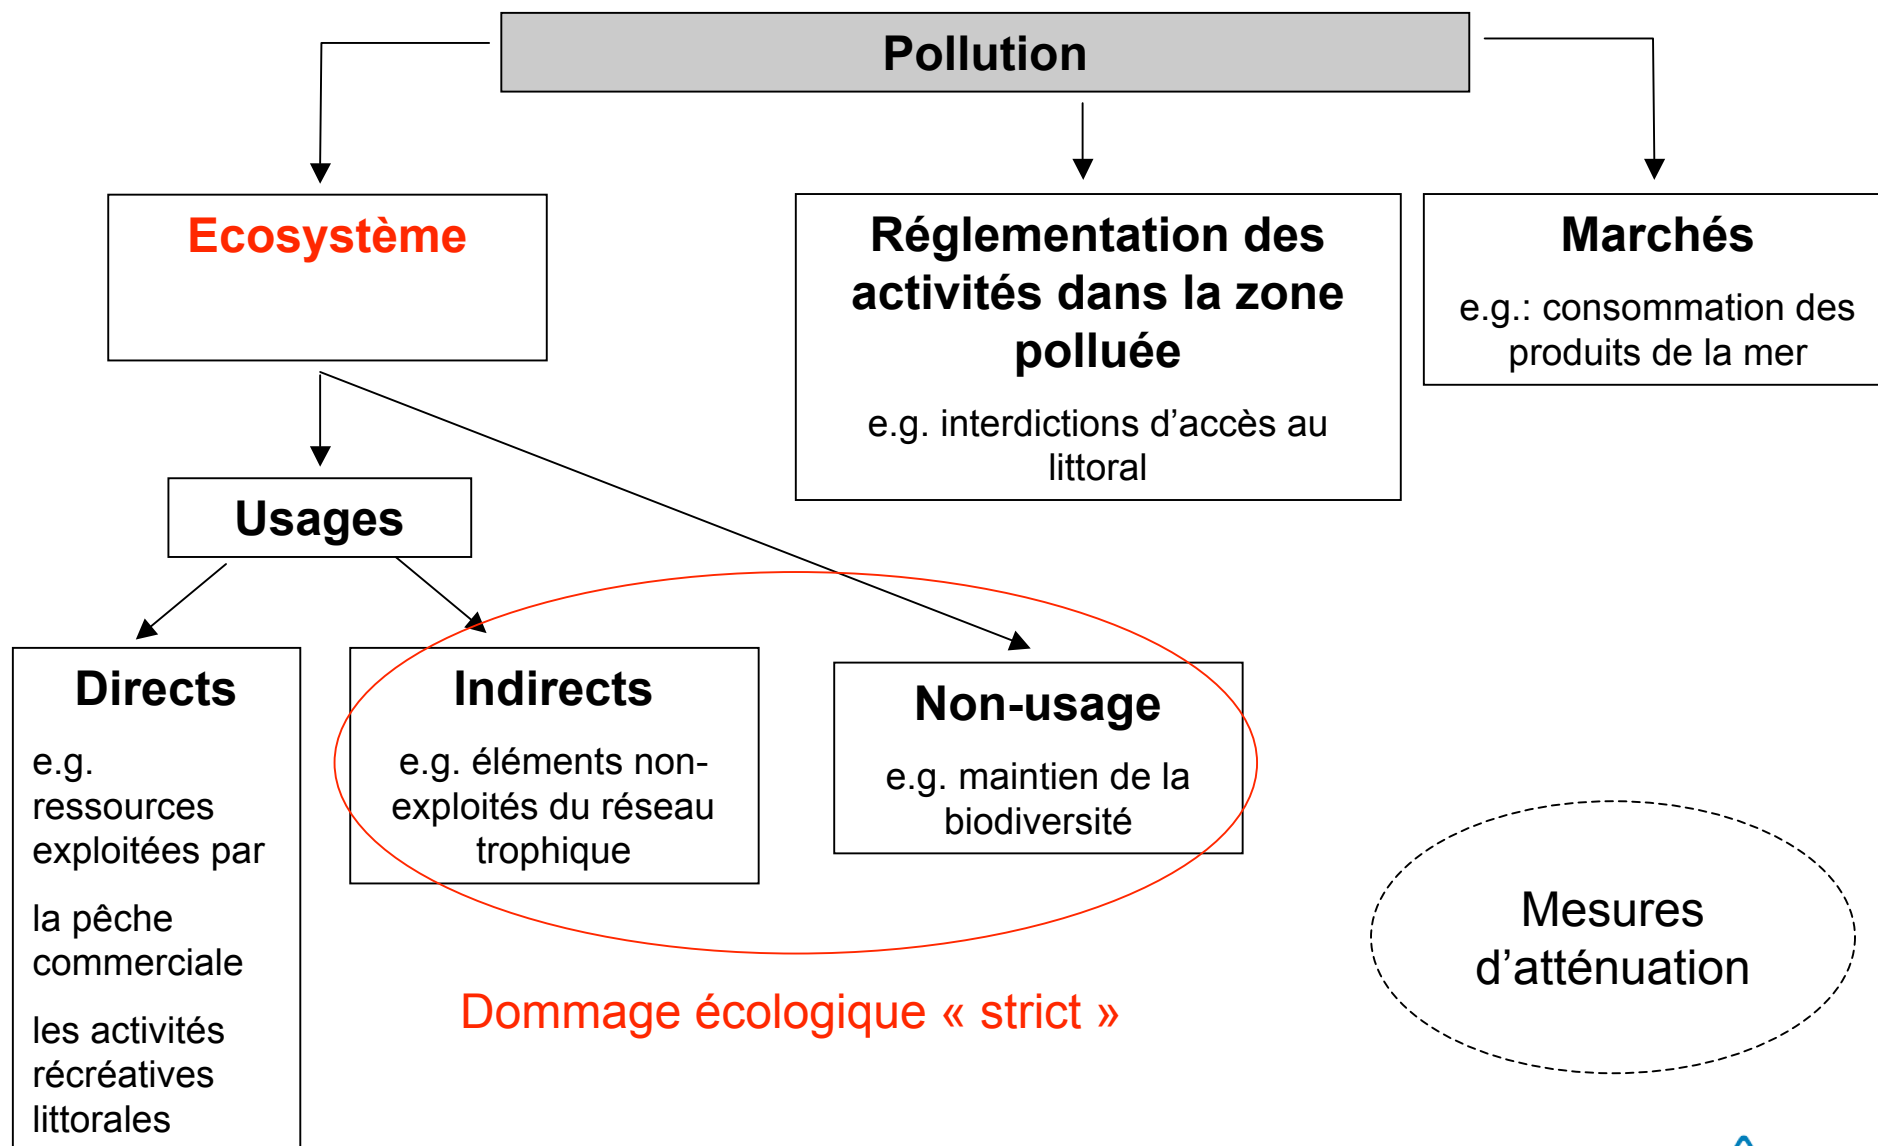 Pollution
Ecosystème
Réglementation des
activités dans la zone
polluée
e.g. interdictions d’accès au
littoral
Marchés
e.g.: consommation des
produits de la mer
Usages
Directs
e.g.
ressources
exploitées par
la pêche
commerciale
les activités
récréatives
littorales
Indirects
e.g. éléments non-
exploités du réseau
trophique
Non-usage
e.g. maintien de la
biodiversité
Dommage écologique « strict »
Mesures
d’atténuation